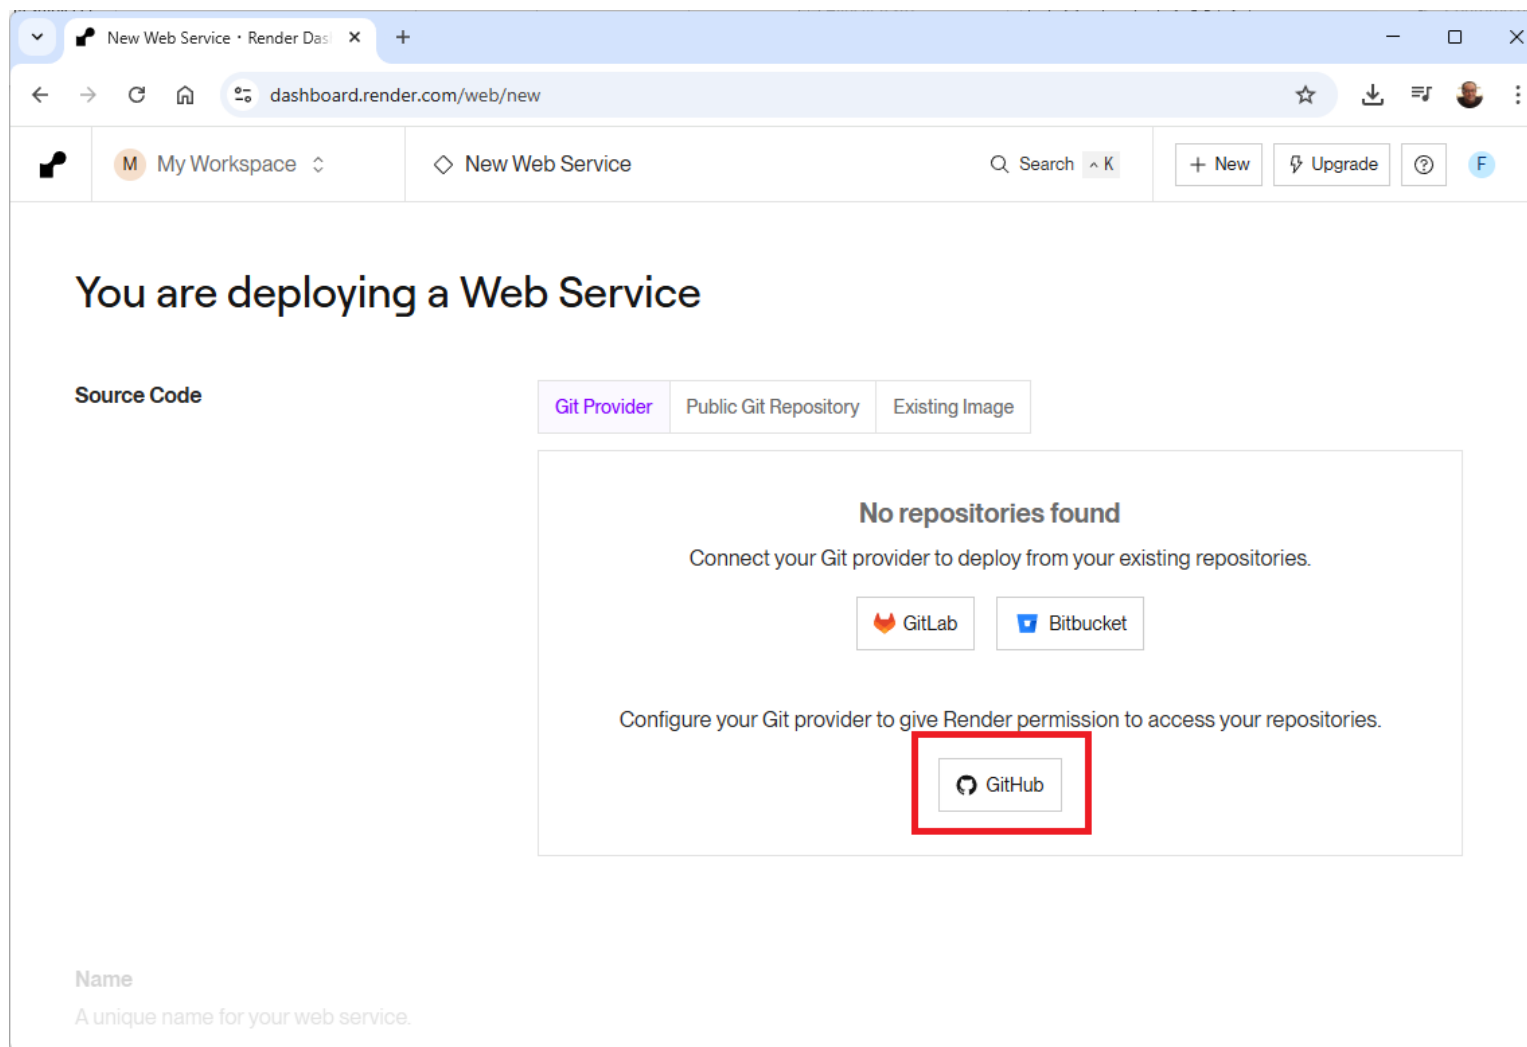 New Web Service · Render Das
dashboard.render.com/web/new
M My Workspace
New Web Service
Search ^ K
+ New
Upgrade
F
You are deploying a Web Service
Source Code
Git Provider
Public Git Repository
Existing Image
No repositories found
Connect your Git provider to deploy from your existing repositories.
GitLab
Bitbucket
Configure your Git provider to give Render permission to access your repositories.
GitHub
Name
A unique name for your web service.